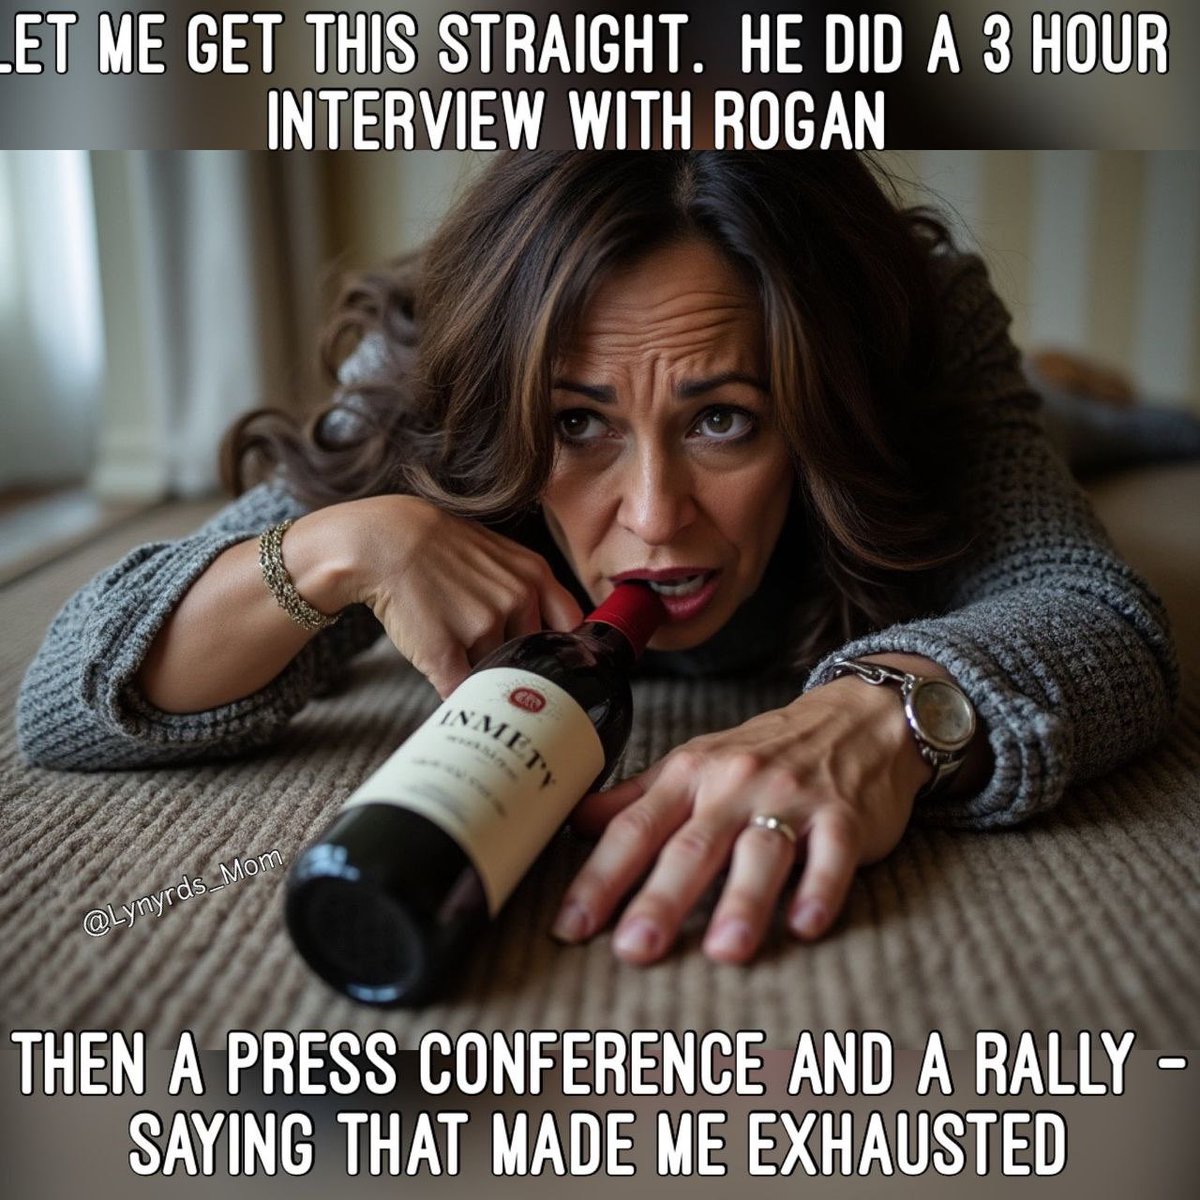 LET ME GET THIS STRAIGHT. HE DID A 3 HOUR
INTERVIEW WITH ROGAN
INMETV
@Lynyrds_Mom
THEN A PRESS CONFERENCE AND A RALLY -
SAYING THAT MADE ME EXHAUSTED